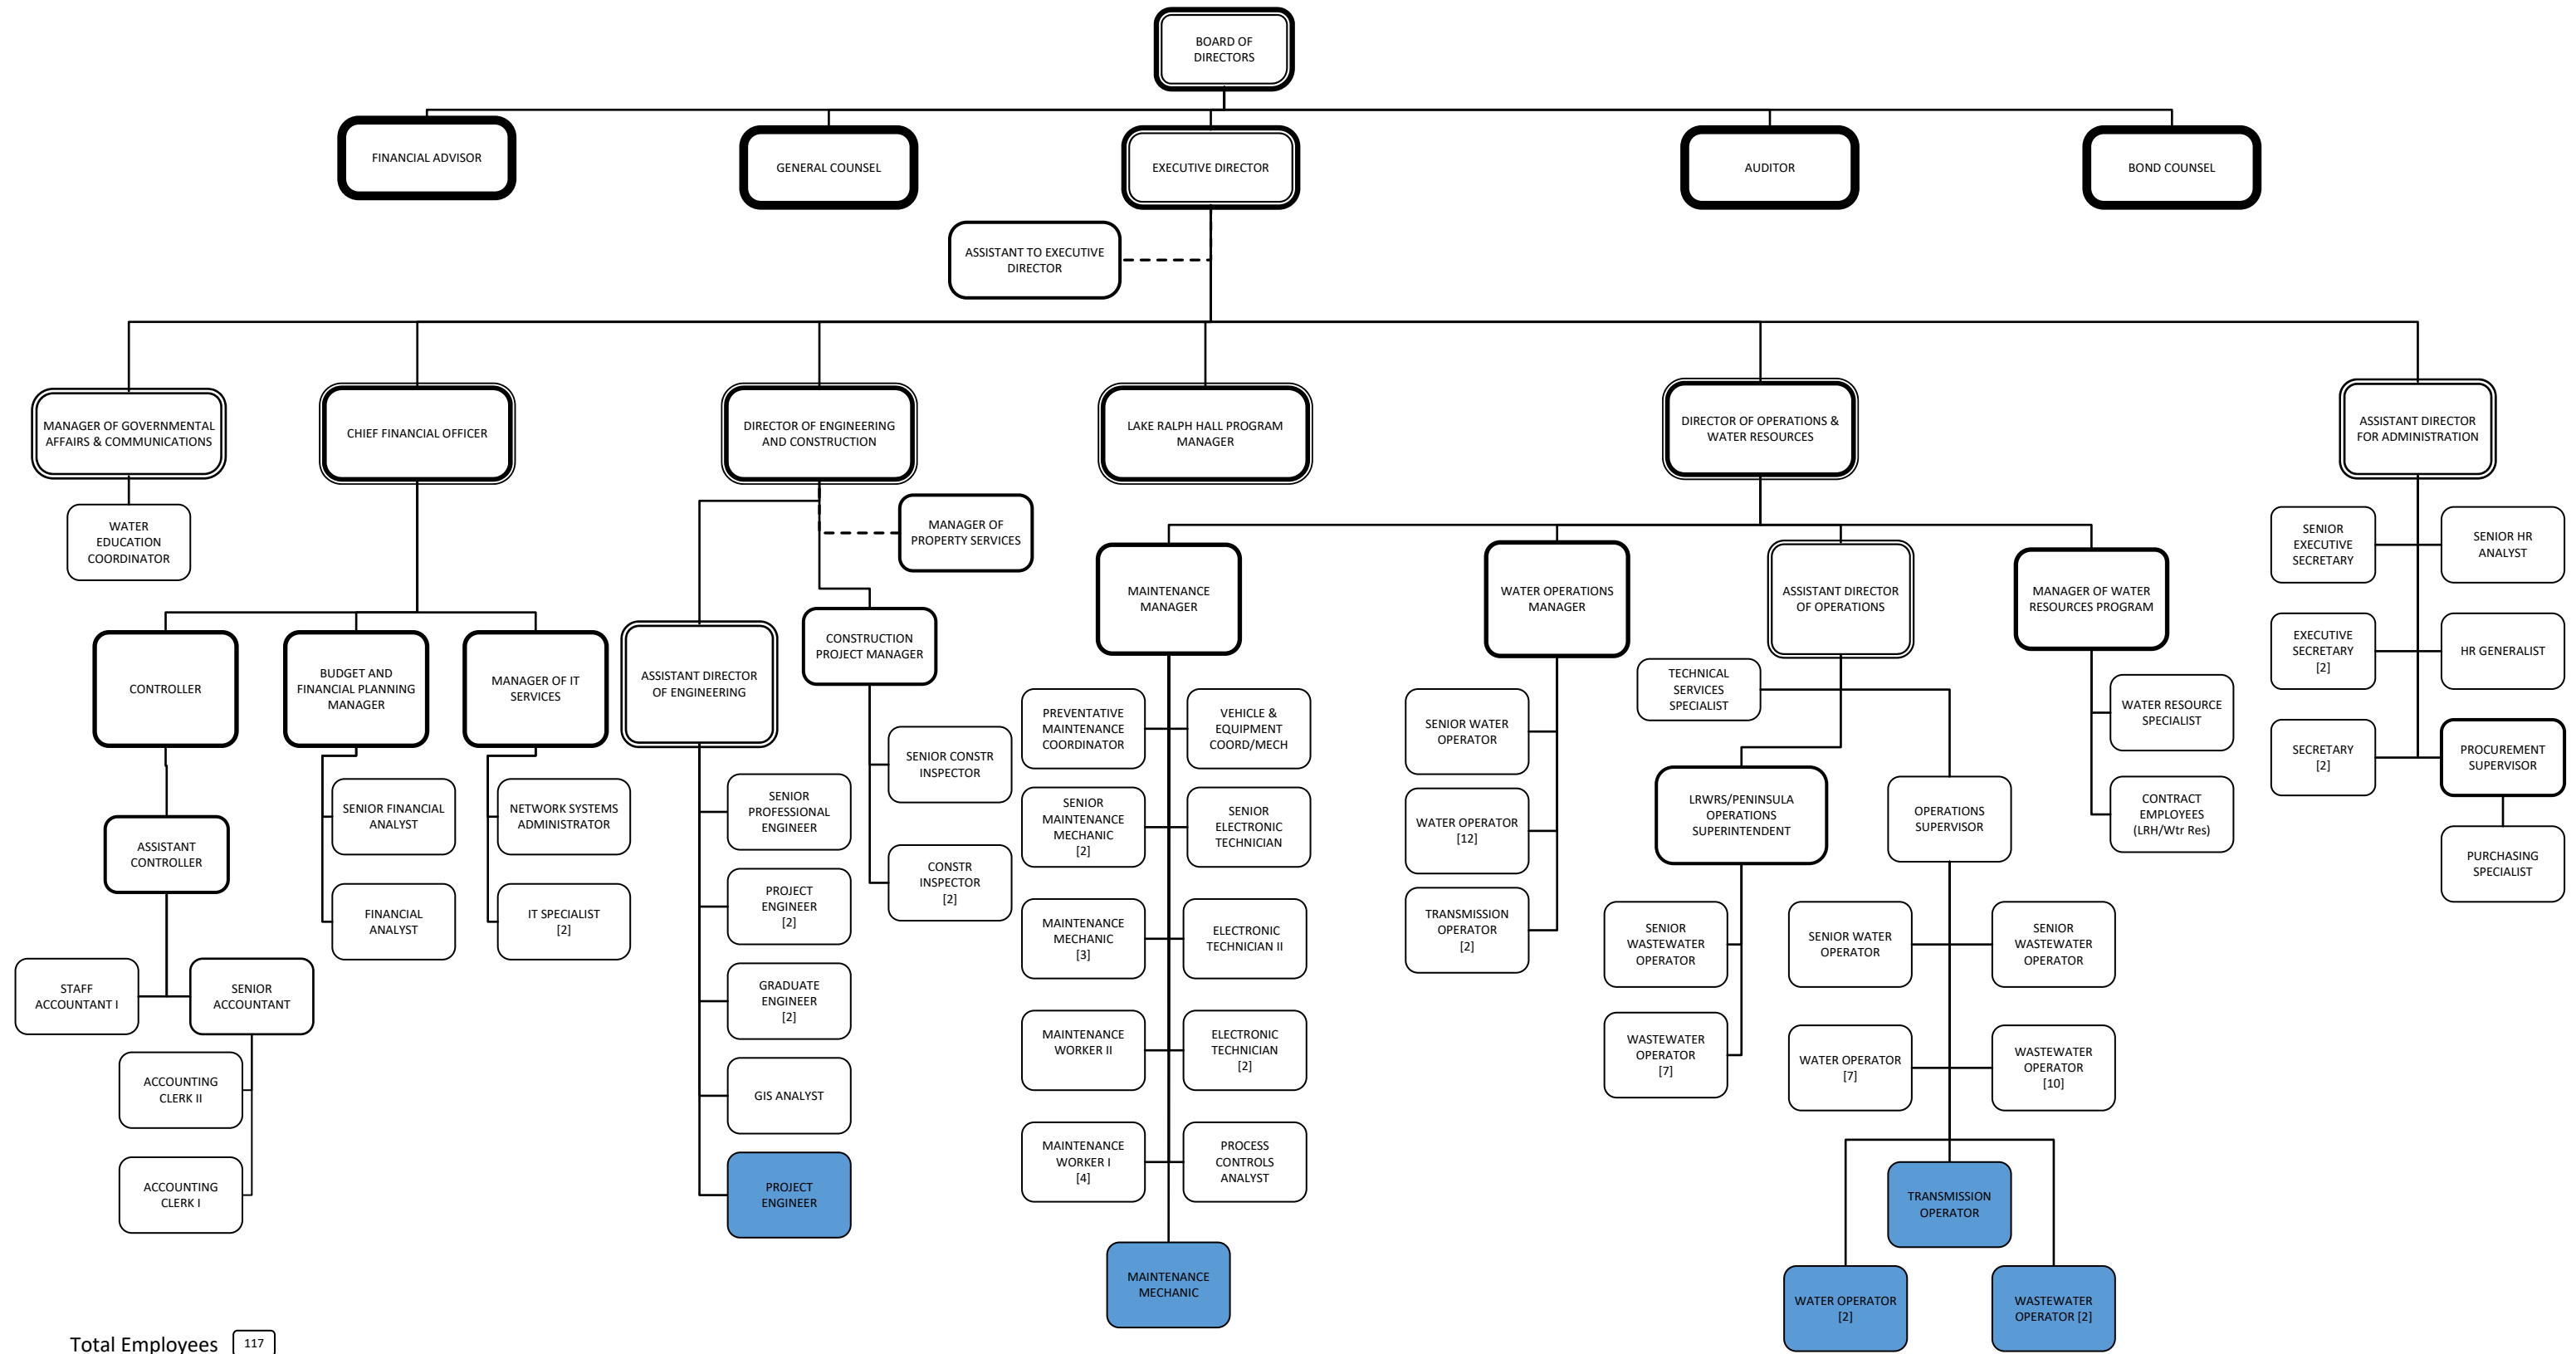 BOARD OF
DIRECTORS
FINANCIAL ADVISOR
GENERAL COUNSEL
EXECUTIVE DIRECTOR
AUDITOR
BOND COUNSEL
ASSISTANT TO EXECUTIVE
DIRECTOR
MANAGER OF GOVERNMENTAL
AFFAIRS & COMMUNICATIONS
CHIEF FINANCIAL OFFICER
DIRECTOR OF ENGINEERING
AND CONSTRUCTION
LAKE RALPH HALL PROGRAM
MANAGER
DIRECTOR OF OPERATIONS &
WATER RESOURCES
ASSISTANT DIRECTOR
FOR ADMINISTRATION
WATER
EDUCATION
COORDINATOR
MANAGER OF
PROPERTY SERVICES
SENIOR
EXECUTIVE
SECRETARY
SENIOR HR
ANALYST
MAINTENANCE
MANAGER
WATER OPERATIONS
MANAGER
ASSISTANT DIRECTOR
OF OPERATIONS
MANAGER OF WATER
RESOURCES PROGRAM
CONTROLLER
BUDGET AND
FINANCIAL PLANNING
MANAGER
MANAGER OF IT
SERVICES
ASSISTANT DIRECTOR
OF ENGINEERING
CONSTRUCTION
PROJECT MANAGER
EXECUTIVE
SECRETARY
[2]
HR GENERALIST
TECHNICAL
SERVICES
SPECIALIST
PREVENTATIVE
MAINTENANCE
COORDINATOR
VEHICLE &
EQUIPMENT
COORD/MECH
SENIOR WATER
OPERATOR
WATER RESOURCE
SPECIALIST
SECRETARY
[2]
PROCUREMENT
SUPERVISOR
SENIOR CONSTR
INSPECTOR
SENIOR FINANCIAL
ANALYST
NETWORK SYSTEMS
ADMINISTRATOR
SENIOR
PROFESSIONAL
ENGINEER
SENIOR
MAINTENANCE
MECHANIC
[2]
SENIOR
ELECTRONIC
TECHNICIAN
WATER OPERATOR
[12]
LRWRS/PENINSULA
OPERATIONS
SUPERINTENDENT
OPERATIONS
SUPERVISOR
CONTRACT
EMPLOYEES
(LRH/Wtr Res)
ASSISTANT
CONTROLLER
PURCHASING
SPECIALIST
CONSTR
INSPECTOR
[2]
FINANCIAL
ANALYST
IT SPECIALIST
[2]
PROJECT
ENGINEER
[2]
MAINTENANCE
MECHANIC
[3]
ELECTRONIC
TECHNICIAN II
TRANSMISSION
OPERATOR
[2]
SENIOR
WASTEWATER
OPERATOR
SENIOR WATER
OPERATOR
SENIOR
WASTEWATER
OPERATOR
STAFF
ACCOUNTANT I
SENIOR
ACCOUNTANT
GRADUATE
ENGINEER
[2]
MAINTENANCE
WORKER II
ELECTRONIC
TECHNICIAN
[2]
WASTEWATER
OPERATOR
[7]
WATER OPERATOR
[7]
WASTEWATER
OPERATOR
[10]
ACCOUNTING
CLERK II
GIS ANALYST
MAINTENANCE
WORKER I
[4]
PROCESS
CONTROLS
ANALYST
ACCOUNTING
CLERK I
PROJECT
ENGINEER
TRANSMISSION
OPERATOR
MAINTENANCE
MECHANIC
WATER OPERATOR
[2]
WASTEWATER
OPERATOR [2]
Total Employees 117